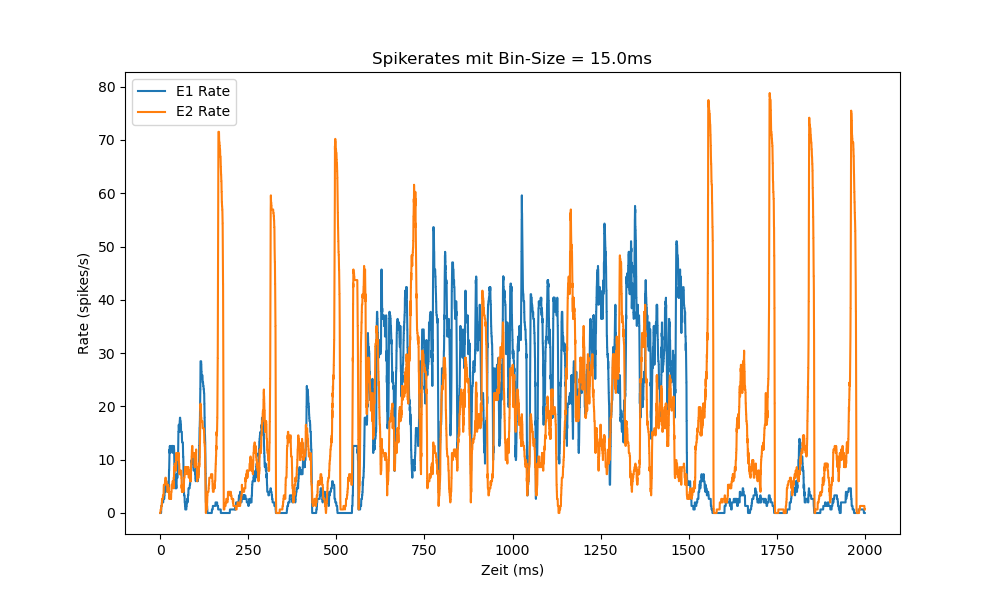 Spikerates mit Bin-Size = 15.0ms
E1 Rate
E2 Rate
80
70
60
50
40
30
20
10
0
Rate (spikes/s)
0 250 500 750 1000 1250 1500 1750 2000
Zeit (ms)